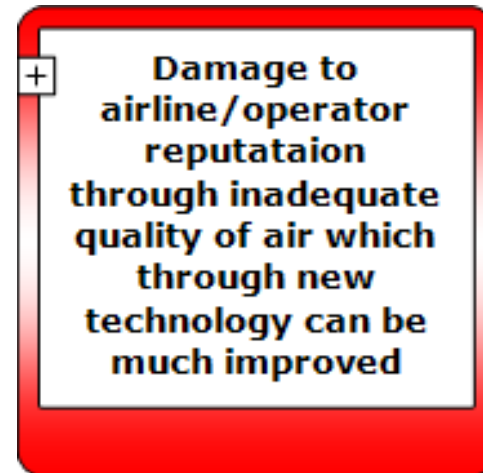 Damage to
airline/operator
reputataion
through inadequate
quality of air which
through new
technology can be
much improved